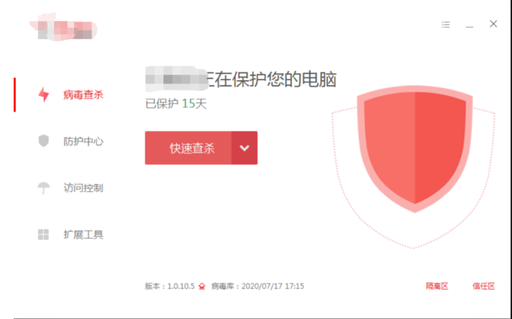 正在保护您的电脑
已保护 15天
病毒查杀
防护中心
访问控制
扩展工具
快速查杀
版本：1.0.10.5 病毒库：2020/07/17 17:15
隔离区
信任区